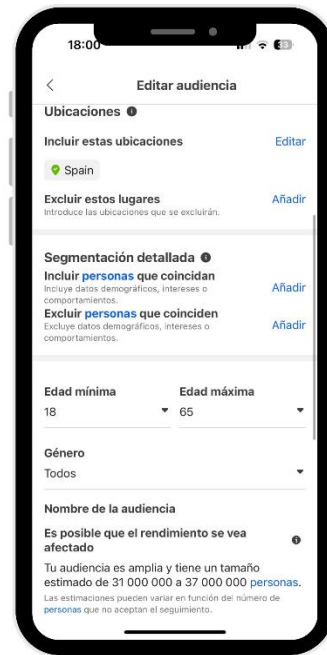 18:00
33
Editar audiencia
Ubicaciones
Incluir estas ubicaciones Editar
Spain
Excluir estos lugares Añadir
Introduce las ubicaciones que se excluirán.
Segmentación detallada
Incluir personas que coincidan
Incluye datos demográficos, intereses o Añadir
comportamientos.
Excluir personas que coinciden
Excluye datos demográficos, intereses o Añadir
comportamientos.
Edad mínima Edad máxima
18 65
Género
Todos
Nombre de la audiencia
Es posible que el rendimiento se vea
afectado
Tu audiencia es amplia y tiene un tamaño
estimado de 31 000 000 a 37 000 000 personas.
Las estimaciones pueden variar en función del número de
personas que no aceptan el seguimiento.